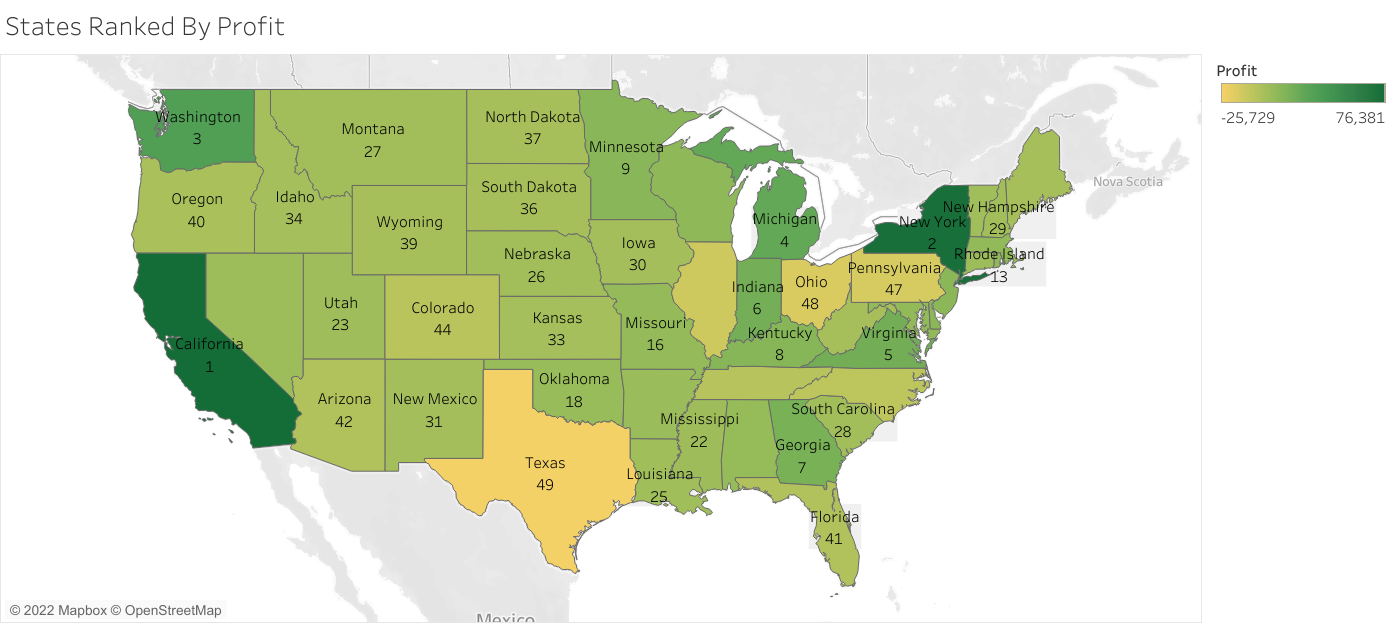 States Ranked By Profit
Profit
-25,729 76,381
Washington
3
Montana
27
North Dakota
37
Minnesota
9
Oregon
40
Idaho
34
Wyoming
39
South Dakota
36
Michigan
4
New Hampshire
29
New York
2
Nova Scotia
Nebraska
26
Iowa
30
Rhode Island
13
Pennsylvania
47
Ohio
48
Indiana
6
Utah
23
Colorado
44
Kansas
33
Missouri
16
Kentucky
8
Virginia
5
California
1
Arizona
42
New Mexico
31
Oklahoma
18
Mississippi
22
South Carolina
28
Georgia
7
Texas
49
Louisiana
25
Florida
41
Mexico
© 2022 Mapbox © OpenStreetMap